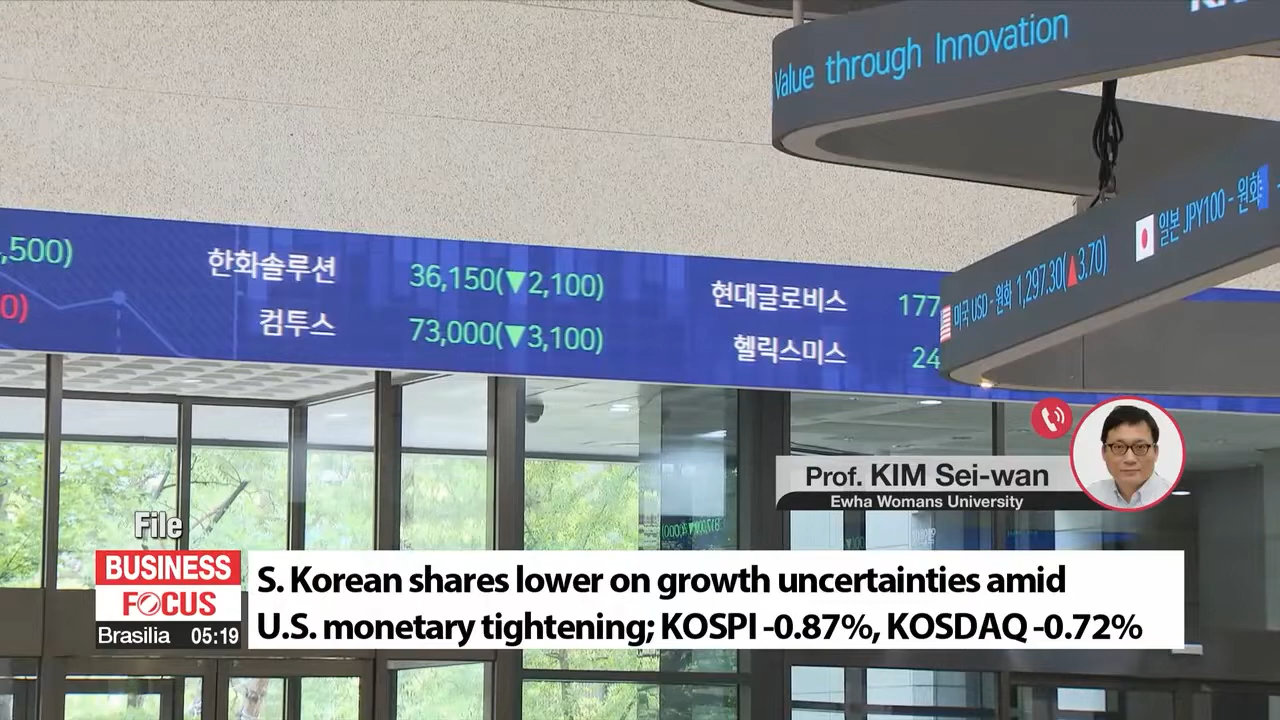 Value through Innovation
일본 JPY100 - 원화
미국 USD - 원화 1,297.30(▲3.70)
,500)
한화솔루션 36,150(▼2,100)
현대글로비스 177
0)
컴투스 73,000(▼3,100)
헬릭스미스 24
Prof. KIM Sei-wan
Ewha Womans University
File
BUSINESS
FOCUS
Brasilia 05:19
S. Korean shares lower on growth uncertainties amid
U.S. monetary tightening; KOSPI -0.87%, KOSDAQ -0.72%